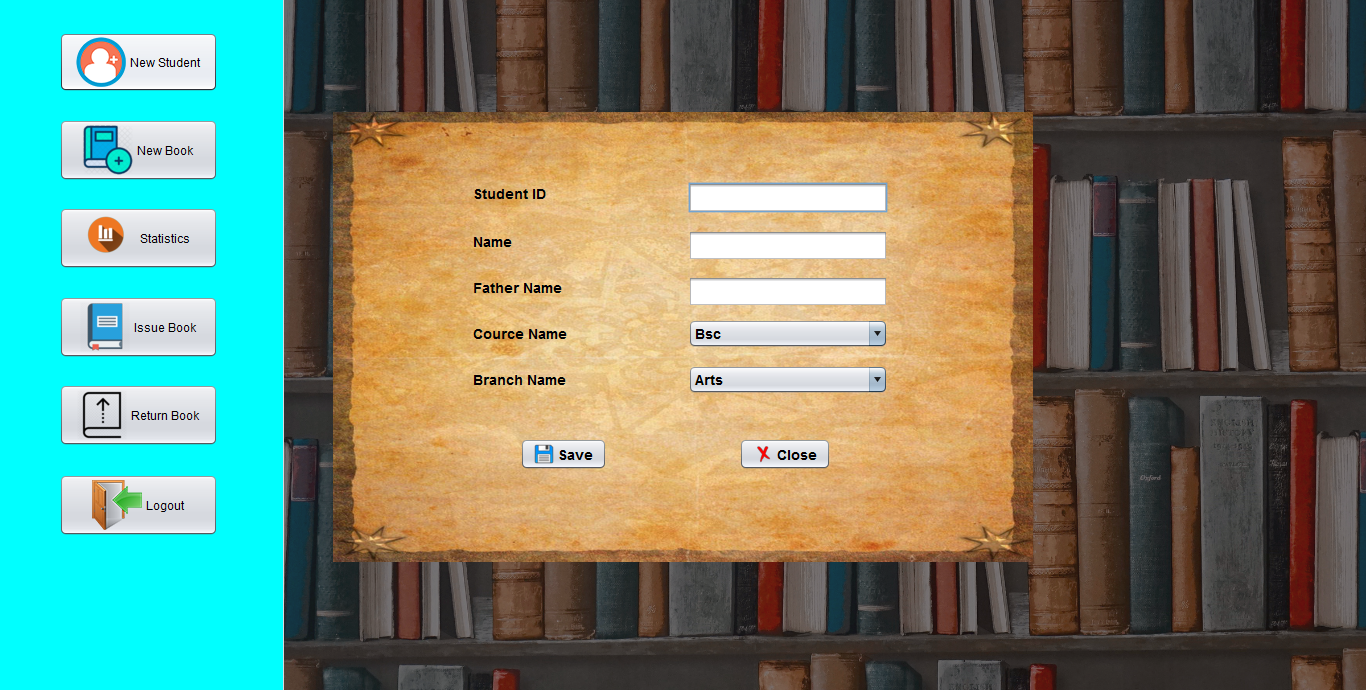 New Student
New Book
Statistics
Issue Book
Return Book
Logout
Student ID
Name
Father Name
Cource Name
Bsc
Branch Name
Arts
Save
Close
Oxford